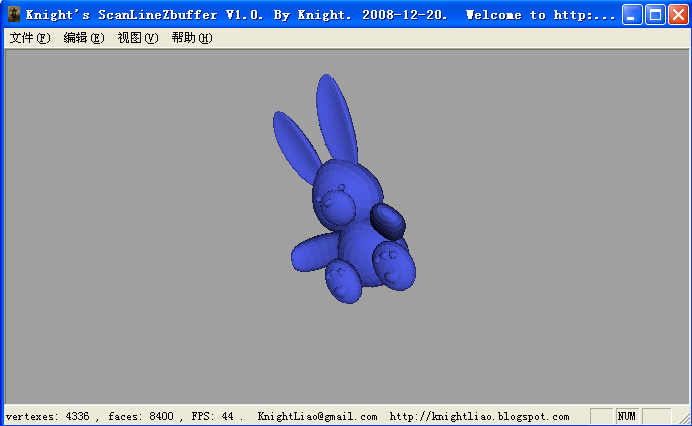 Knight's ScanLineZbuffer V1.0. By Knight. 2008-12-20. Welcome to http:...
文件(F) 编辑(E) 视图(V) 帮助(H)
vertexes: 4336 , faces: 8400 , FPS: 44 . KnightLiao@gmail.com http://knightliao.blogspot.com NUM